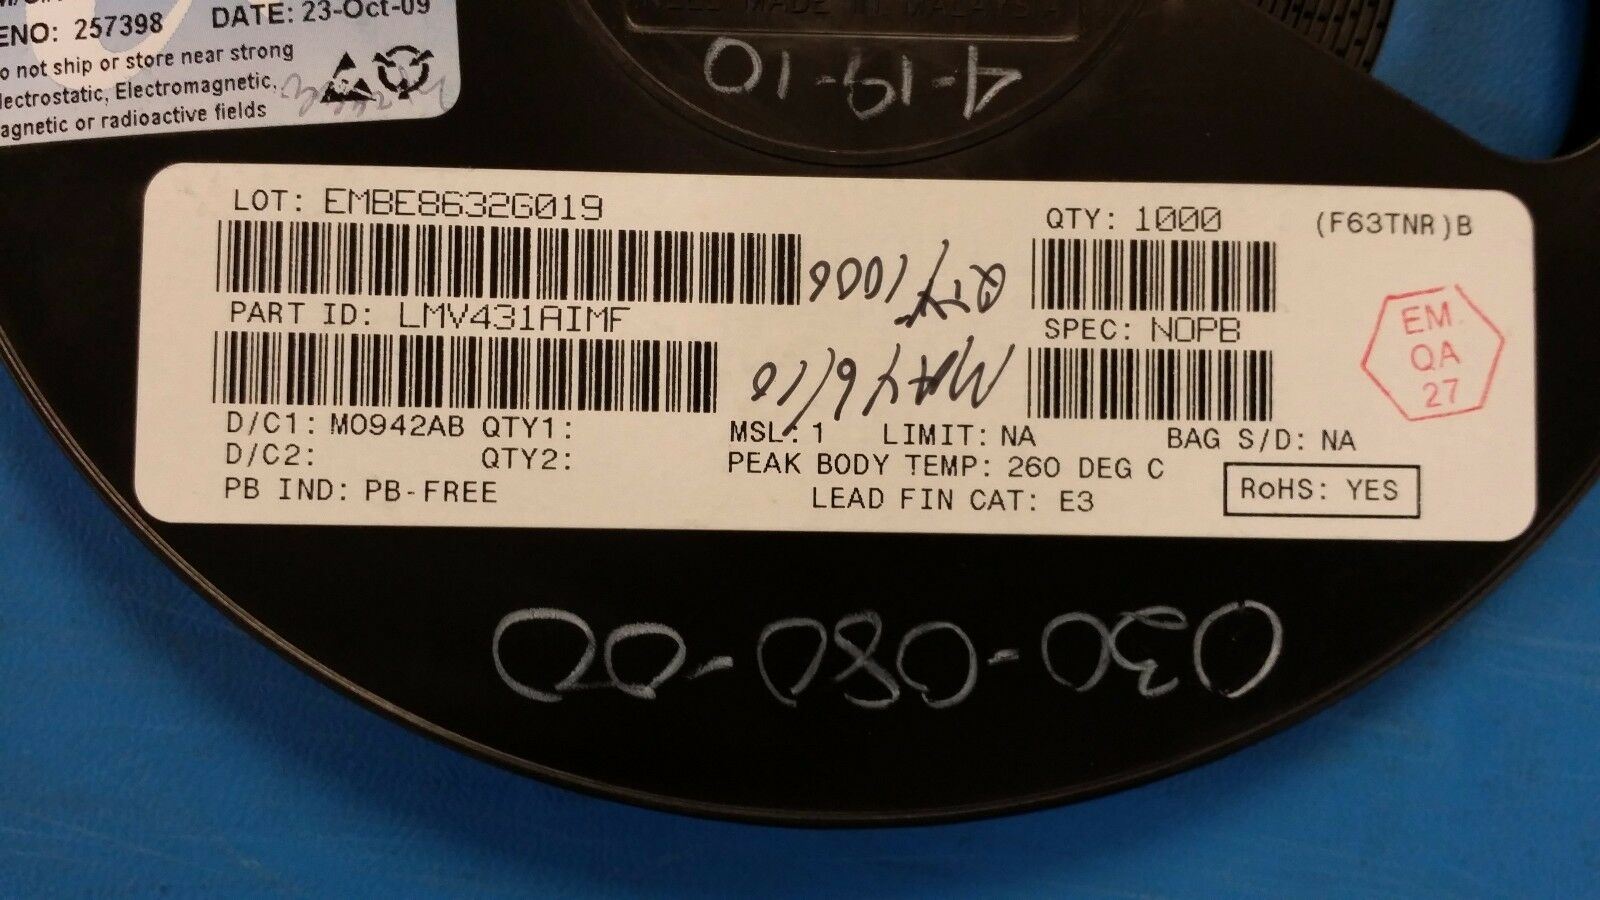 ENO: 257398 DATE: 23-Oct-09
o not ship or store near strong
lectrostatic, Electromagnetic,
agnetic or radioactive fields
MADE IN MALAYSIA
4-19-10
LOT: EMBE8632G019
QTY: 1000
(F63TNR)B
QTY 1000
PART ID: LMV431AIMF
SPEC: NOPB
EM.
QA
27
MAY 6/10
D/C1: M0942AB QTY1:
D/C2: QTY2:
PB IND: PB-FREE
MSL: 1 LIMIT: NA BAG S/D: NA
PEAK BODY TEMP: 260 DEG C
LEAD FIN CAT: E3
RoHS: YES
030-080-00